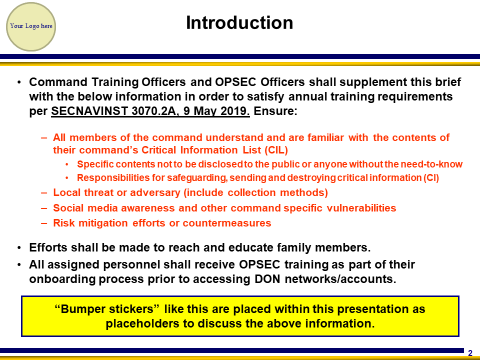 Your Logo here
Introduction
• Command Training Officers and OPSEC Officers shall supplement this brief
with the below information in order to satisfy annual training requirements
per SECNAVINST 3070.2A, 9 May 2019. Ensure:
– All members of the command understand and are familiar with the contents of
their command’s Critical Information List (CIL)
• Specific contents not to be disclosed to the public or anyone without the need-to-know
• Responsibilities for safeguarding, sending and destroying critical information (CI)
– Local threat or adversary (include collection methods)
– Social media awareness and other command specific vulnerabilities
– Risk mitigation efforts or countermeasures
• Efforts shall be made to reach and educate family members.
• All assigned personnel shall receive OPSEC training as part of their
onboarding process prior to accessing DON networks/accounts.
“Bumper stickers” like this are placed within this presentation as
placeholders to discuss the above information.
2